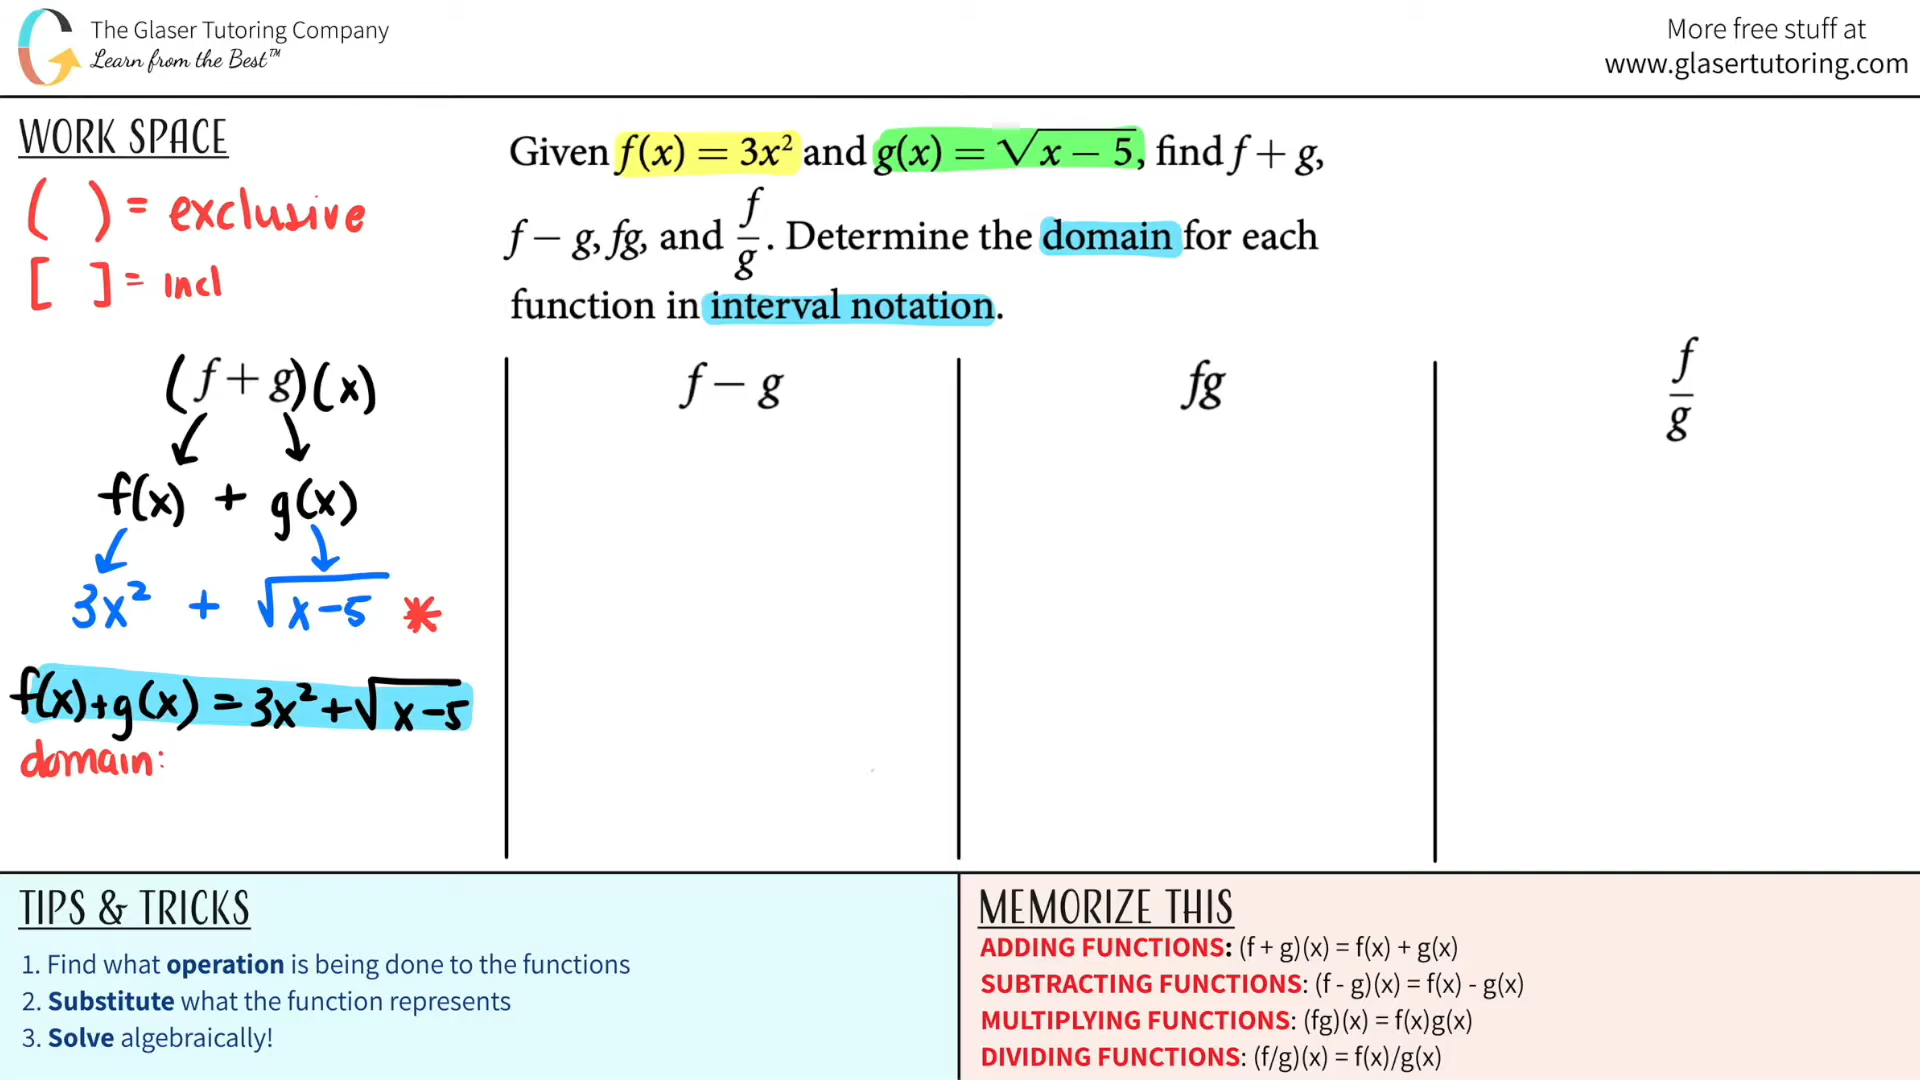 The Glaser Tutoring Company
Learn from the Best™
More free stuff at
www.glasertutoring.com
WORK SPACE
( ) = exclusive
[ ] = Incl
Given f(x) = 3x² and g(x) = √(x − 5), find f + g,
f − g, fg, and f/g. Determine the domain for each
function in interval notation.
(f + g)(x)
f(x) + g(x)
3x² + √(x−5) *
f(x)+g(x) = 3x²+√(x−5)
domain:
f − g
fg
f/g
TIPS & TRICKS
1. Find what operation is being done to the functions
2. Substitute what the function represents
3. Solve algebraically!
MEMORIZE THIS
ADDING FUNCTIONS: (f + g)(x) = f(x) + g(x)
SUBTRACTING FUNCTIONS: (f - g)(x) = f(x) - g(x)
MULTIPLYING FUNCTIONS: (fg)(x) = f(x)g(x)
DIVIDING FUNCTIONS: (f/g)(x) = f(x)/g(x)